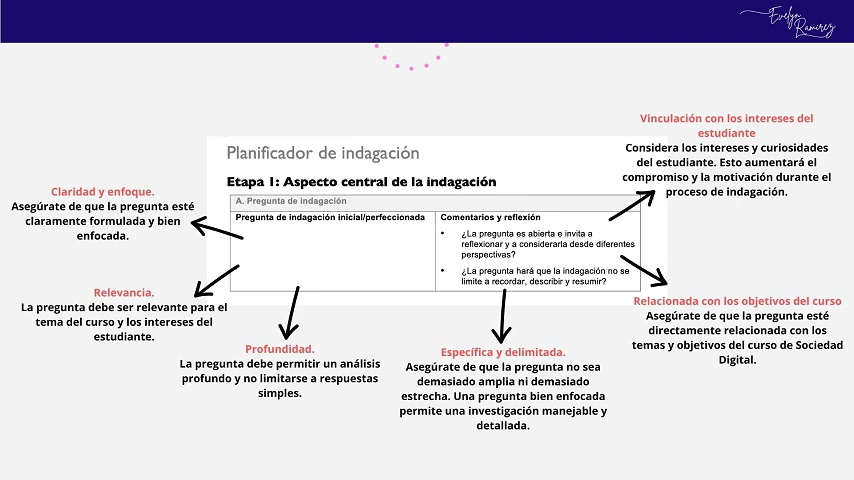 Evelyn
Ramirez
Planificador de indagación
Etapa 1: Aspecto central de la indagación
A. Pregunta de indagación
Pregunta de indagación inicial/perfeccionada
Comentarios y reflexión
• ¿La pregunta es abierta e invita a
reflexionar y a considerarla desde diferentes
perspectivas?
• ¿La pregunta hará que la indagación no se
limite a recordar, describir y resumir?
Claridad y enfoque.
Asegúrate de que la pregunta esté
claramente formulada y bien
enfocada.
Relevancia.
La pregunta debe ser relevante para el
tema del curso y los intereses del
estudiante.
Profundidad.
La pregunta debe permitir un análisis
profundo y no limitarse a respuestas
simples.
Específica y delimitada.
Asegúrate de que la pregunta no sea
demasiado amplia ni demasiado
estrecha. Una pregunta bien enfocada
permite una investigación manejable y
detallada.
Vinculación con los intereses del
estudiante
Considera los intereses y curiosidades
del estudiante. Esto aumentará el
compromiso y la motivación durante el
proceso de indagación.
Relacionada con los objetivos del curso
Asegúrate de que la pregunta esté
directamente relacionada con los
temas y objetivos del curso de Sociedad
Digital.